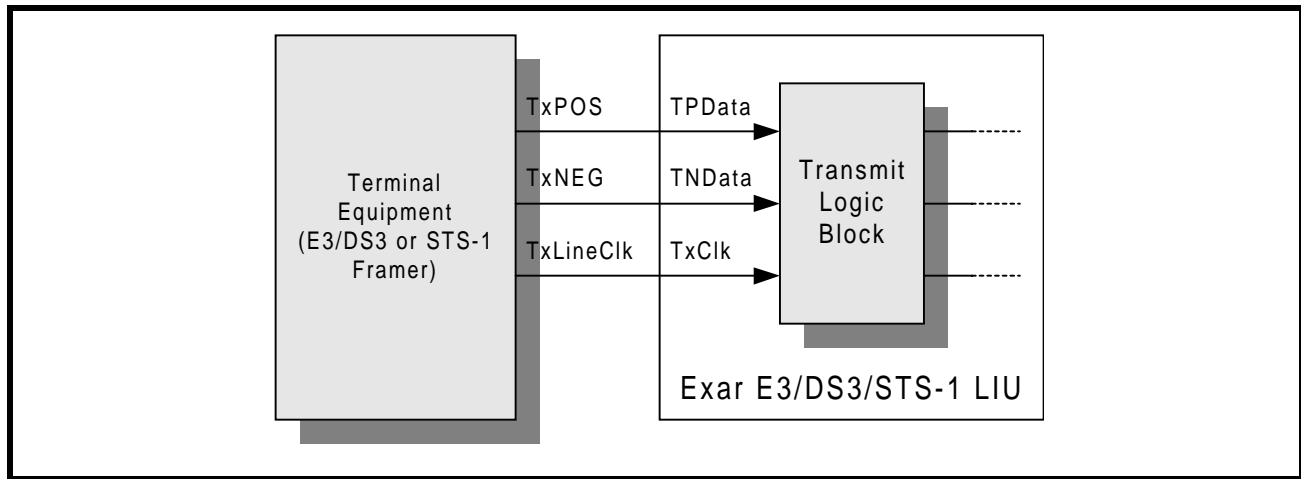 TxPOS
TPData
TxNEG
TNData
TxLineClk
TxClk
Terminal
Equipment
(E3/DS3 or STS-1
Framer)
Transmit
Logic
Block
Exar E3/DS3/STS-1 LIU